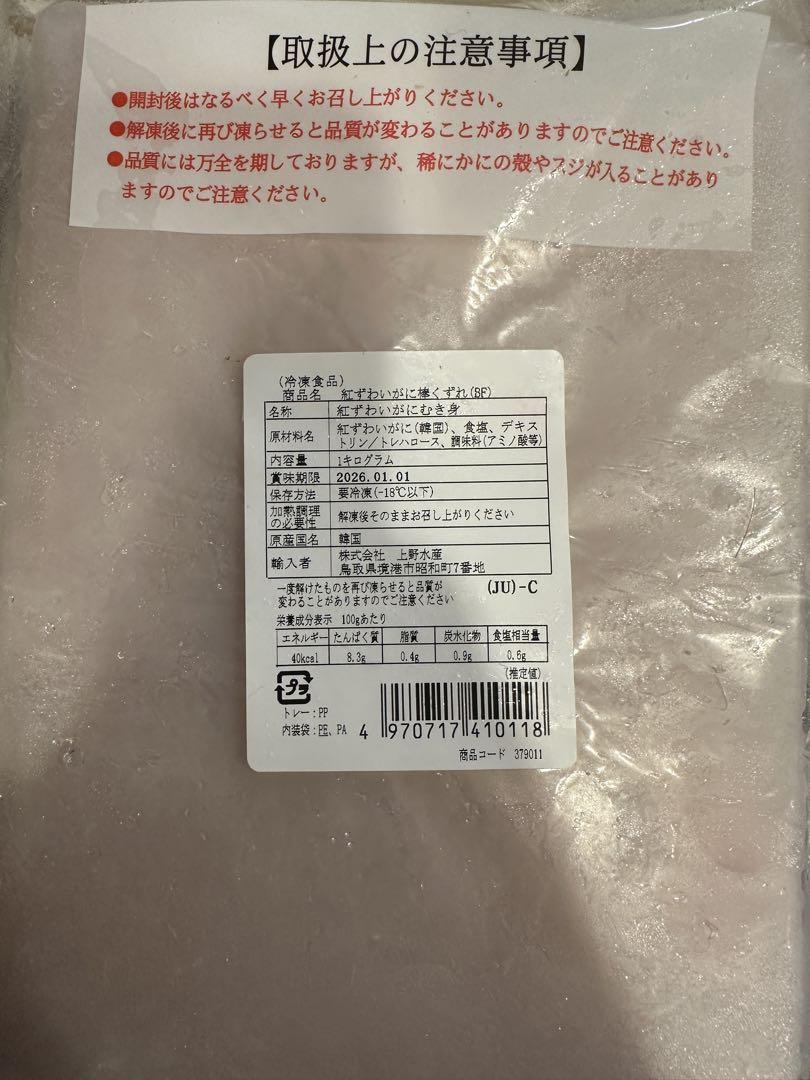 【取扱上の注意事項】
●開封後はなるべく早くお召し上がりください。
●解凍後に再び凍らせると品質が変わることがありますのでご注意ください。
●品質には万全を期しておりますが、稀にかにの殻やスジが入ることがあり
ますのでご注意ください。
(冷凍食品)
商品名 紅ずわいがに棒くずれ(BF)
名称 紅ずわいがにむき身
原材料名 紅ずわいがに(韓国)、食塩、デキス
トリン／トレハロース、調味料(アミノ酸等)
内容量 1キログラム
賞味期限 2026.01.01
保存方法 要冷凍(-18℃以下)
加熱調理
の必要性 解凍後そのままお召し上がりください
原産国名 韓国
輸入者 株式会社 上野水産
鳥取県境港市昭和町7番地
一度解けたものを再び凍らせると品質が
変わることがありますのでご注意ください
(JU)-C
栄養成分表示 100gあたり
エネルギー たんぱく質 脂質 炭水化物 食塩相当量
40kcal 8.3g 0.4g 0.9g 0.6g
(推定値)
プラ
トレー:PP
内装袋:PE、PA
4 970717 410118
商品コード 379011